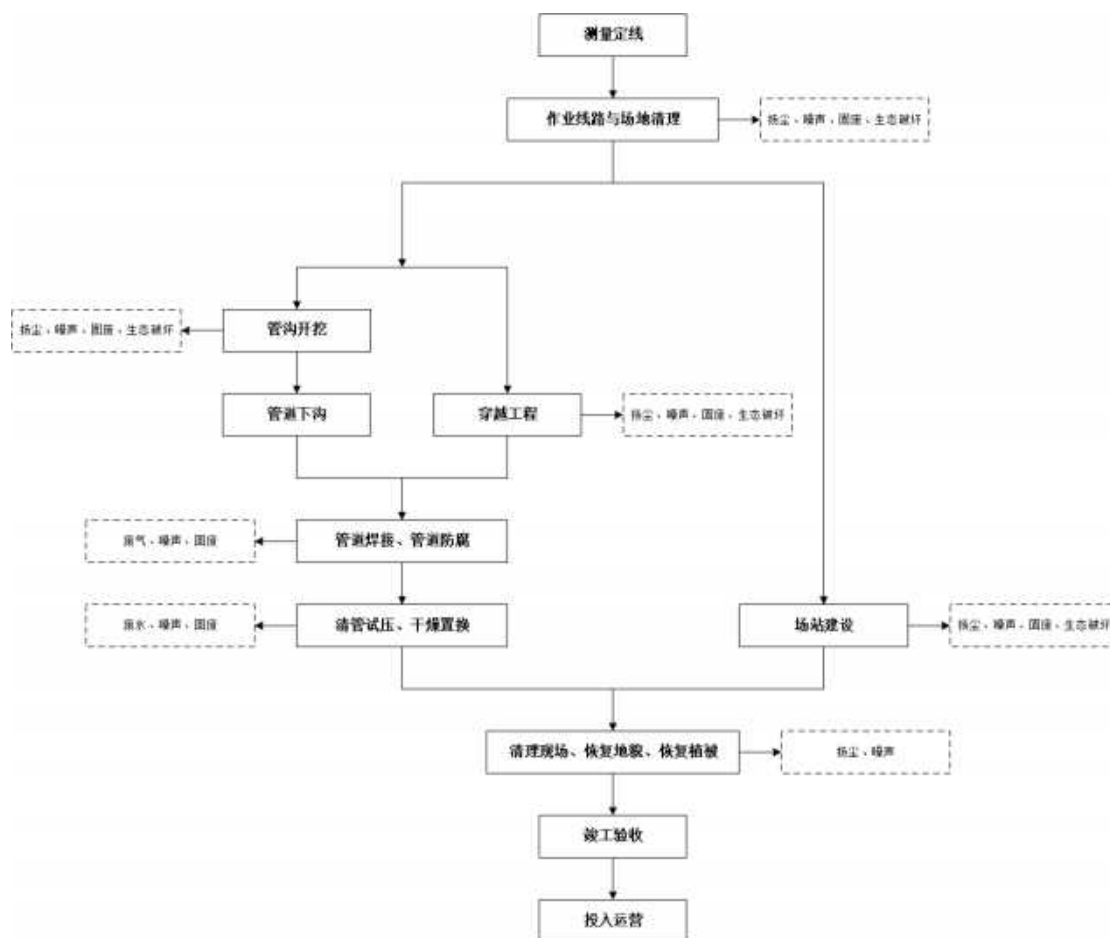 测量定线
作业线路与场地清理
扬尘、噪声、固废、生态破坏
扬尘、噪声、固废、生态破坏
管沟开挖
管道下沟
穿越工程
扬尘、噪声、固废、生态破坏
废气、噪声、固废
管道焊接、管道防腐
废水、噪声、固废
清管试压、干燥置换
场站建设
扬尘、噪声、固废、生态破坏
清理现场、恢复地貌、恢复植被
扬尘、噪声
竣工验收
投入运营